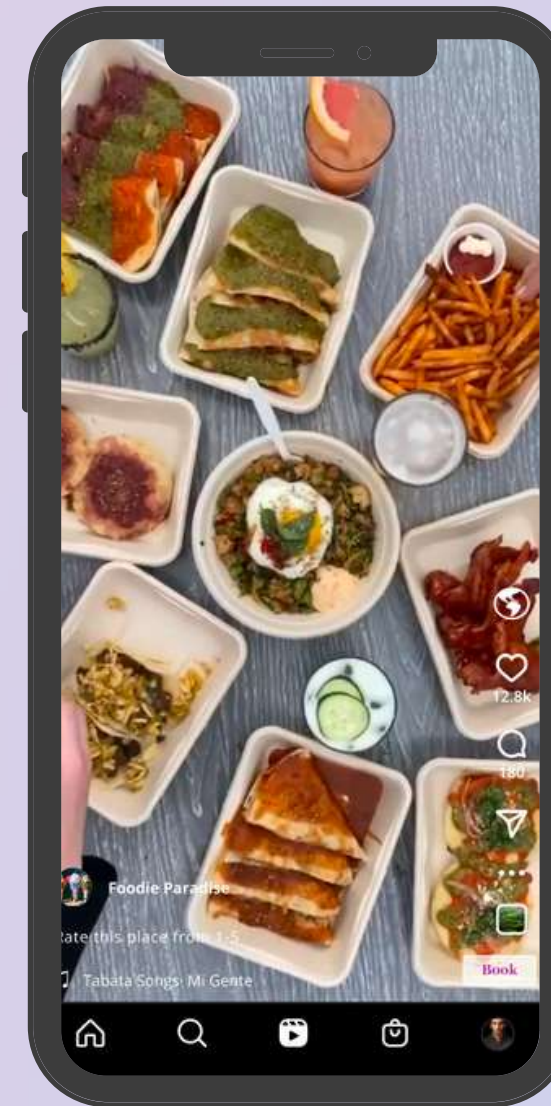 12.8k
180
Foodie Paradise
Rate this place from 1-5
Tabata Songs· Mi Gente
Book